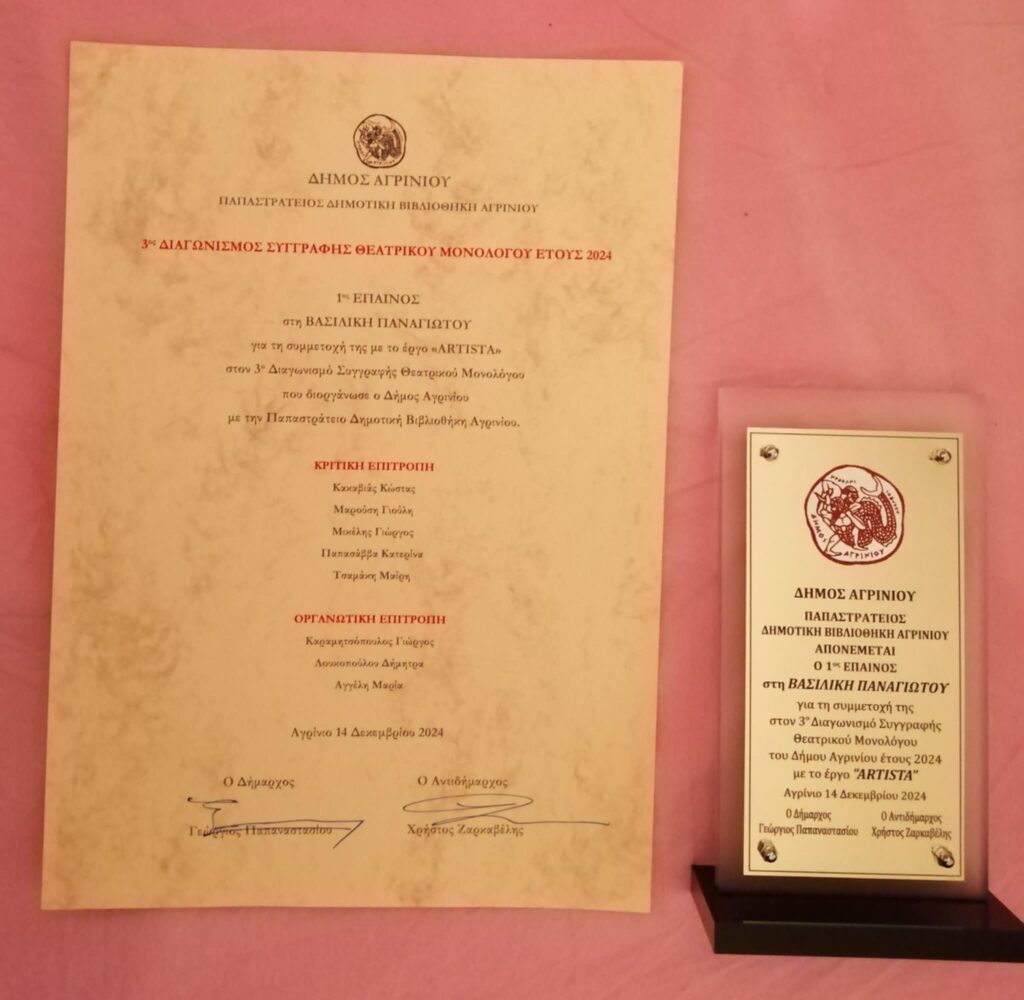 ΔΗΜΟΣ ΑΓΡΙΝΙΟΥ
ΠΑΠΑΣΤΡΑΤΕΙΟΣ ΔΗΜΟΤΙΚΗ ΒΙΒΛΙΟΘΗΚΗ ΑΓΡΙΝΙΟΥ
3ος ΔΙΑΓΩΝΙΣΜΟΣ ΣΥΓΓΡΑΦΗΣ ΘΕΑΤΡΙΚΟΥ ΜΟΝΟΛΟΓΟΥ ΕΤΟΥΣ 2024
1ος ΕΠΑΙΝΟΣ
στη ΒΑΣΙΛΙΚΗ ΠΑΝΑΓΙΩΤΟΥ
για τη συμμετοχή της με το έργο «ARTISTA»
στον 3ο Διαγωνισμό Συγγραφής Θεατρικού Μονολόγου
που διοργάνωσε ο Δήμος Αγρινίου
με την Παπαστράτειο Δημοτική Βιβλιοθήκη Αγρινίου.
ΚΡΙΤΙΚΗ ΕΠΙΤΡΟΠΗ
Κακαβιάς Κώστας
Μαρούση Γιούλη
Μικέλης Γιώργος
Παπασάββα Κατερίνα
Τσαμάκη Μαίρη
ΟΡΓΑΝΩΤΙΚΗ ΕΠΙΤΡΟΠΗ
Καραμητσόπουλος Γιώργος
Λουκοπούλου Δήμητρα
Αγγέλη Μαρία
Αγρίνιο 14 Δεκεμβρίου 2024
Ο Δήμαρχος Ο Αντιδήμαρχος
Γεώργιος Παπαναστασίου Χρήστος Ζαρκαβέλης
ΔΗΜΟΣ ΑΓΡΙΝΙΟΥ
ΔΗΜΟΣ ΑΓΡΙΝΙΟΥ
ΠΑΠΑΣΤΡΑΤΕΙΟΣ
ΔΗΜΟΤΙΚΗ ΒΙΒΛΙΟΘΗΚΗ ΑΓΡΙΝΙΟΥ
ΑΠΟΝΕΜΕΤΑΙ
Ο 1ος ΕΠΑΙΝΟΣ
στη ΒΑΣΙΛΙΚΗ ΠΑΝΑΓΙΩΤΟΥ
για τη συμμετοχή της
στον 3ο Διαγωνισμό Συγγραφής
Θεατρικού Μονολόγου
του Δήμου Αγρινίου έτους 2024
με το έργο "ARTISTA"
Αγρίνιο 14 Δεκεμβρίου 2024
Ο Δήμαρχος Ο Αντιδήμαρχος
Γεώργιος Παπαναστασίου Χρήστος Ζαρκαβέλης